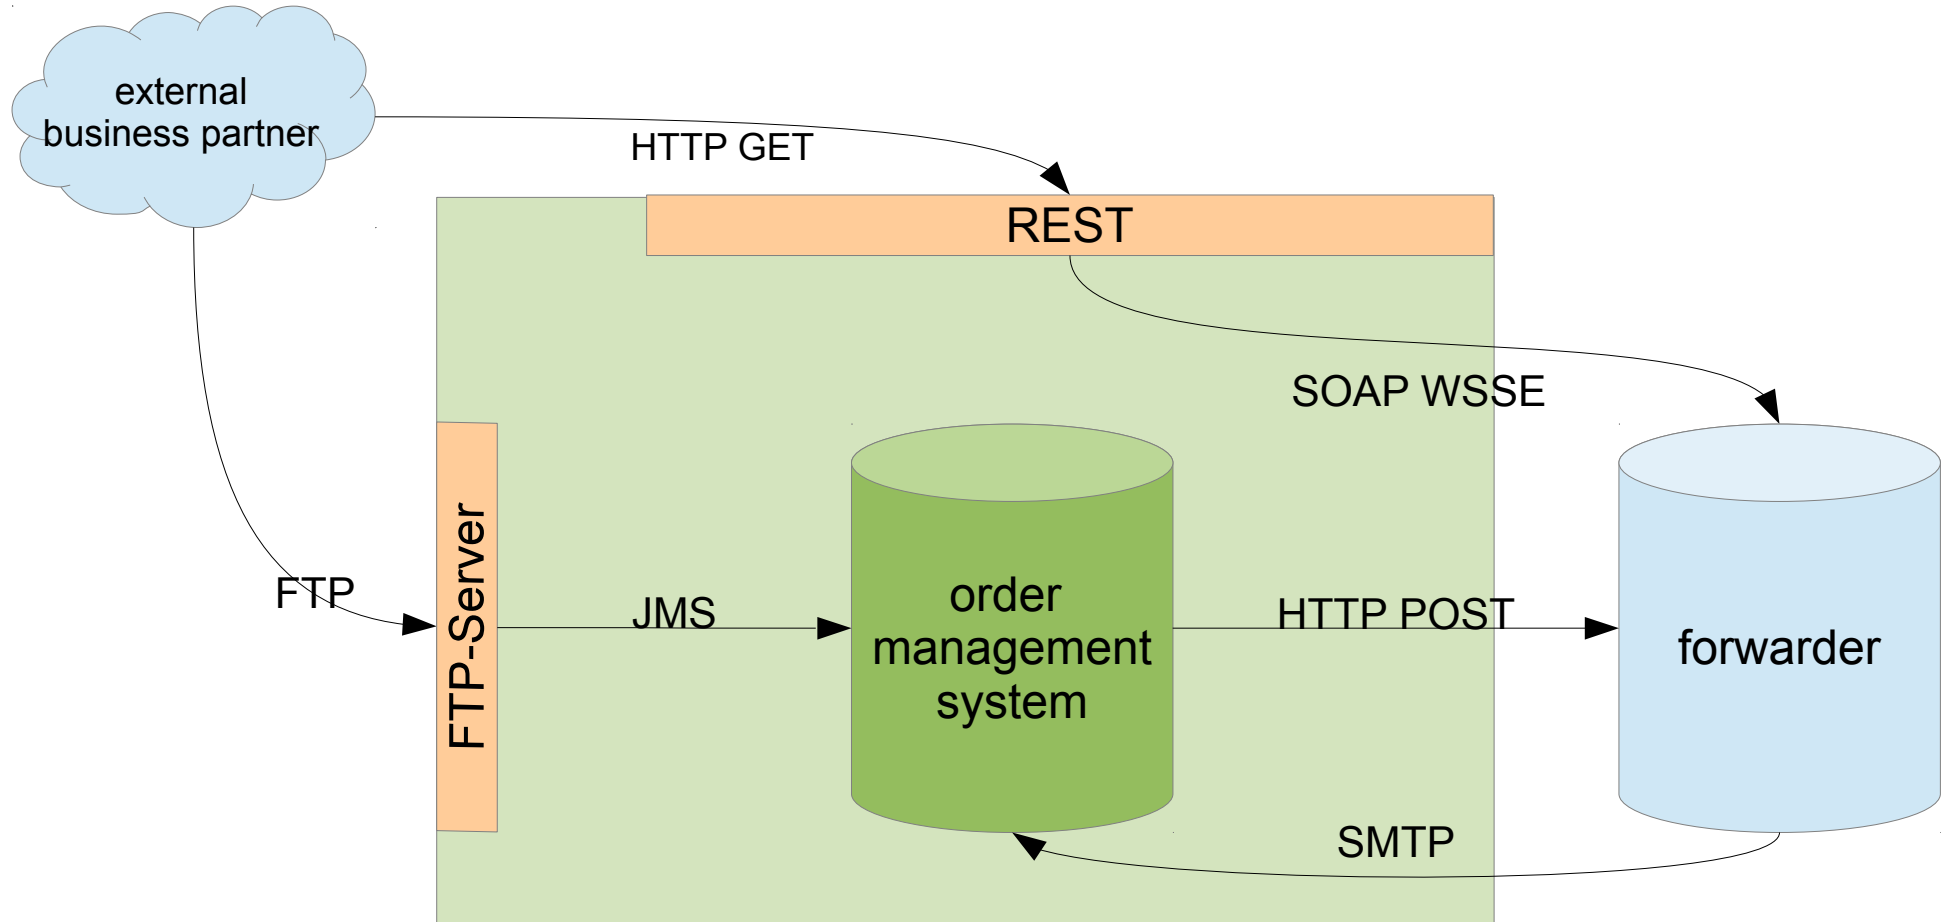 external
business partner
HTTP GET
REST
SOAP WSSE
FTP
FTP-Server
JMS
order
management
system
HTTP POST
forwarder
SMTP